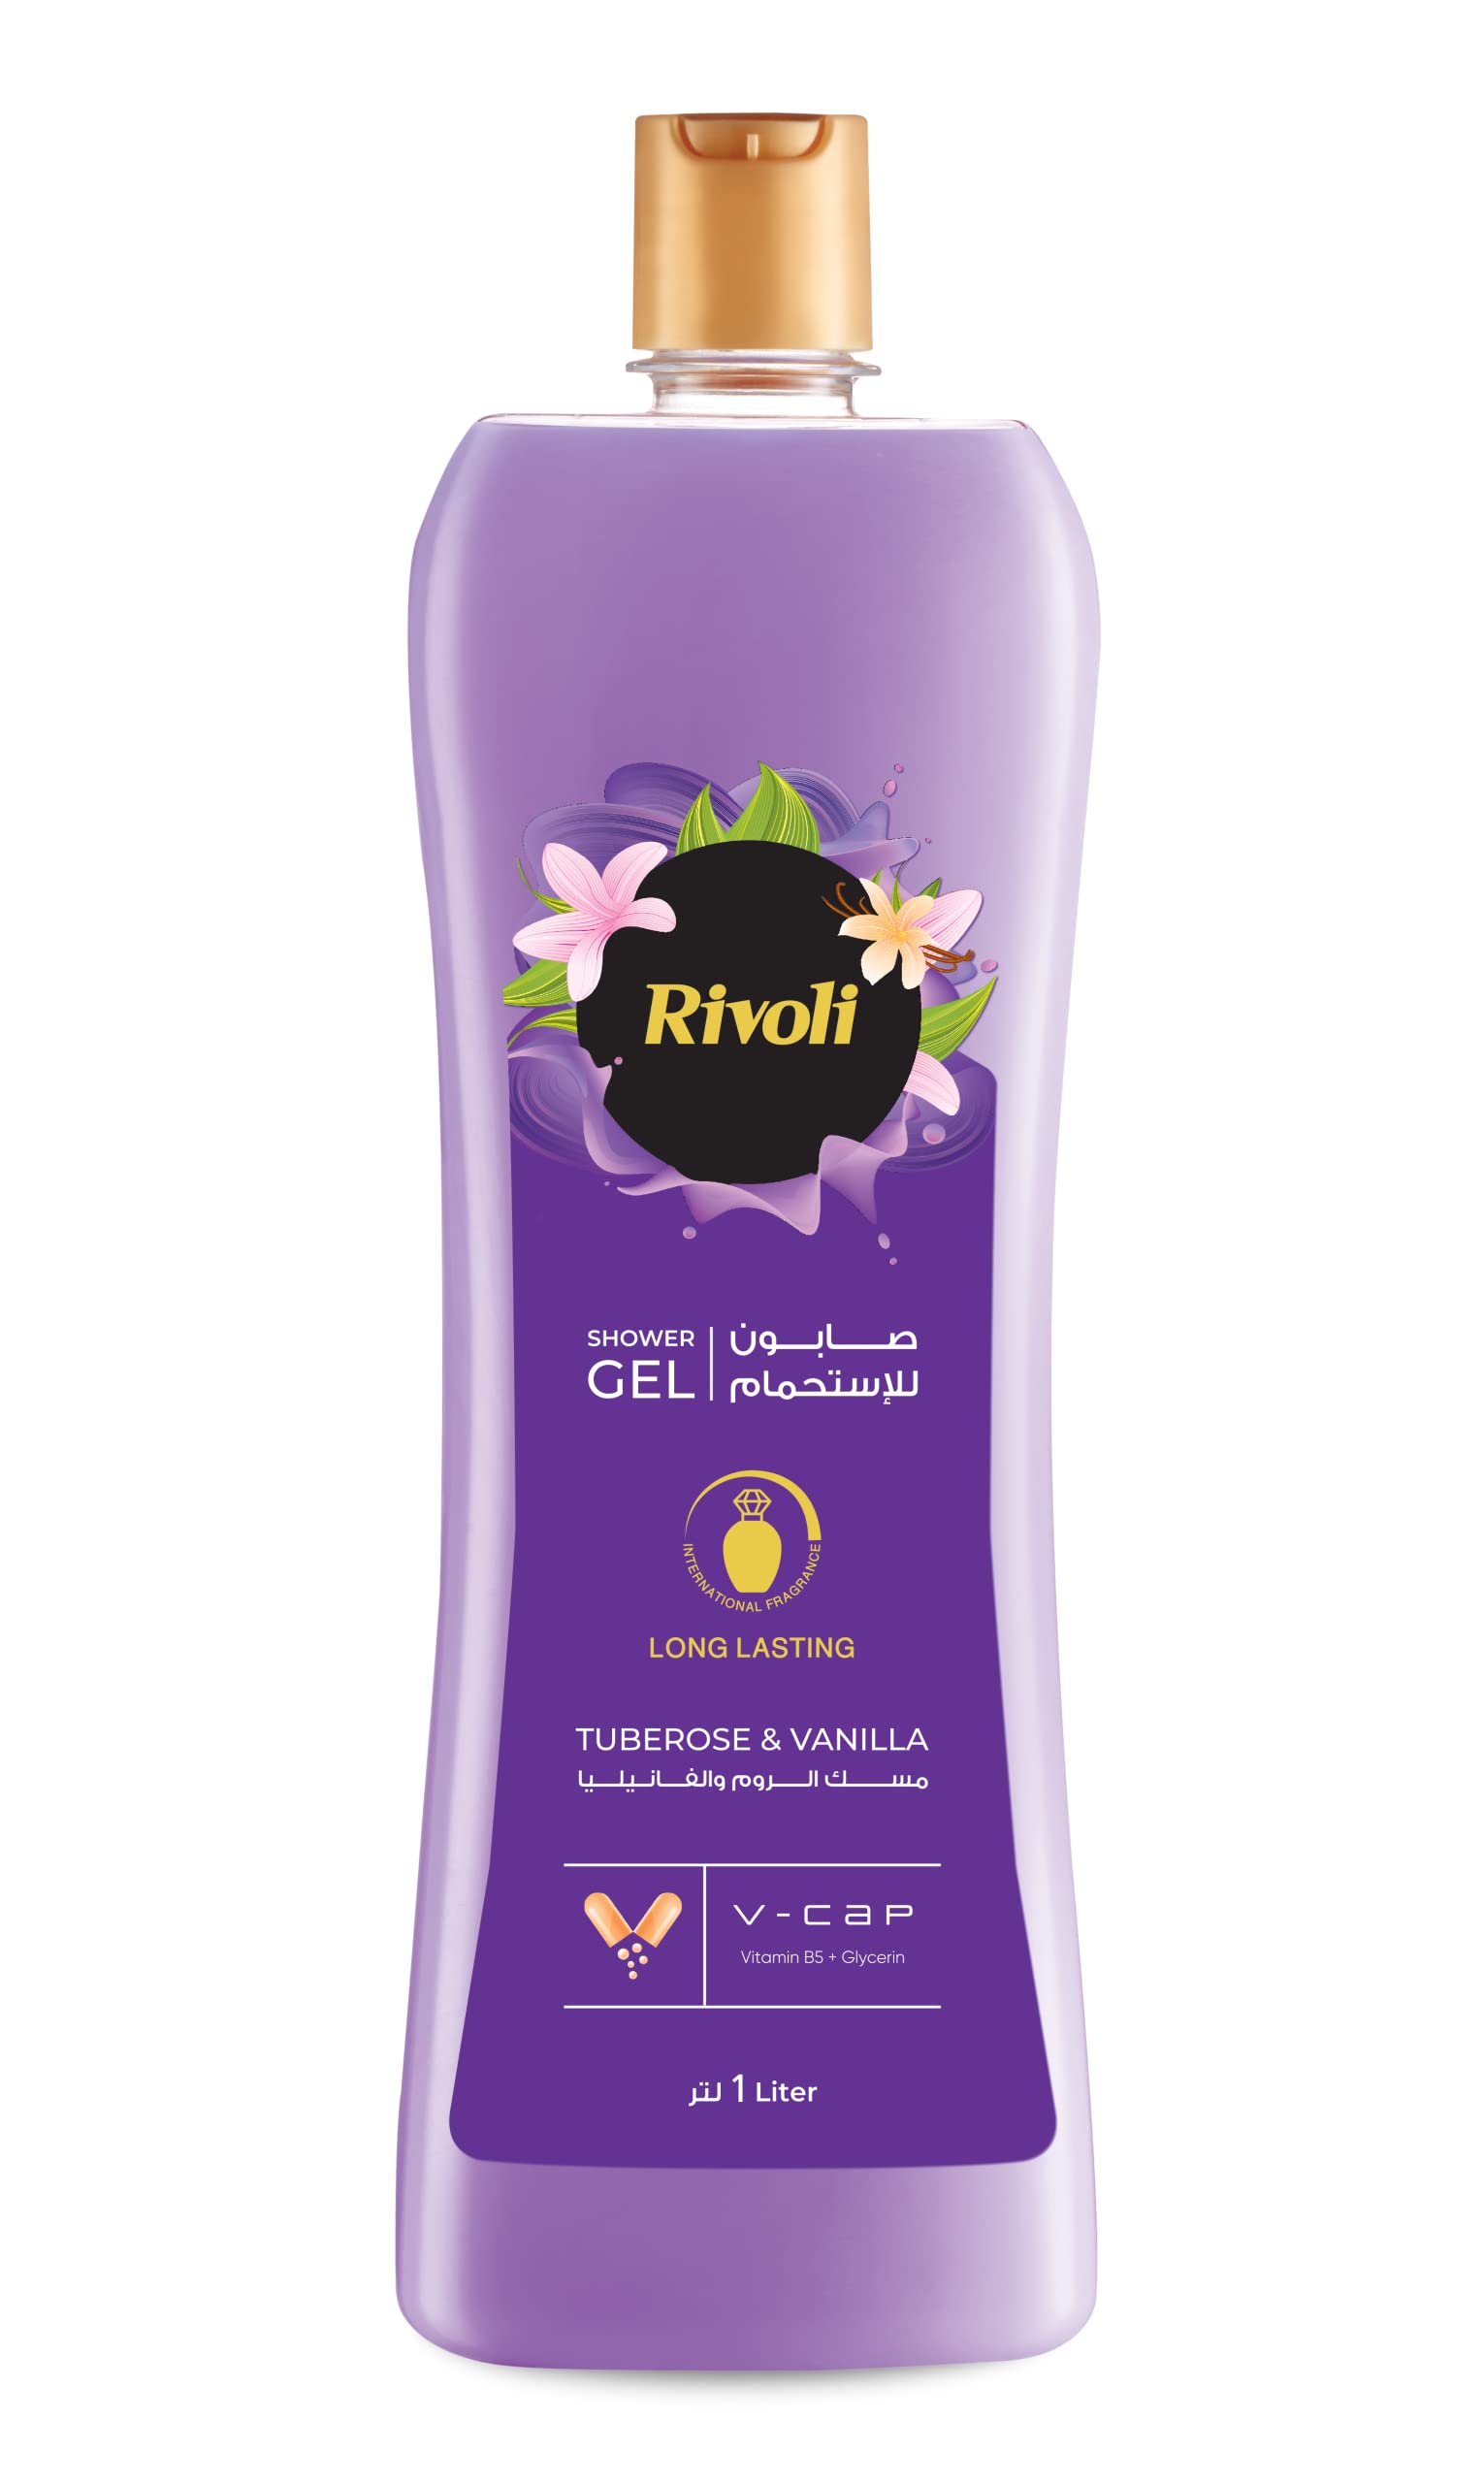 Rivoli
SHOWER
GEL
صابون
للإستحمام
INTERNATIONAL FRAGRANCE
LONG LASTING
TUBEROSE & VANILLA
مسك الروم والفانيليا
V-CAP
Vitamin B5 + Glycerin
1 Liter لتر